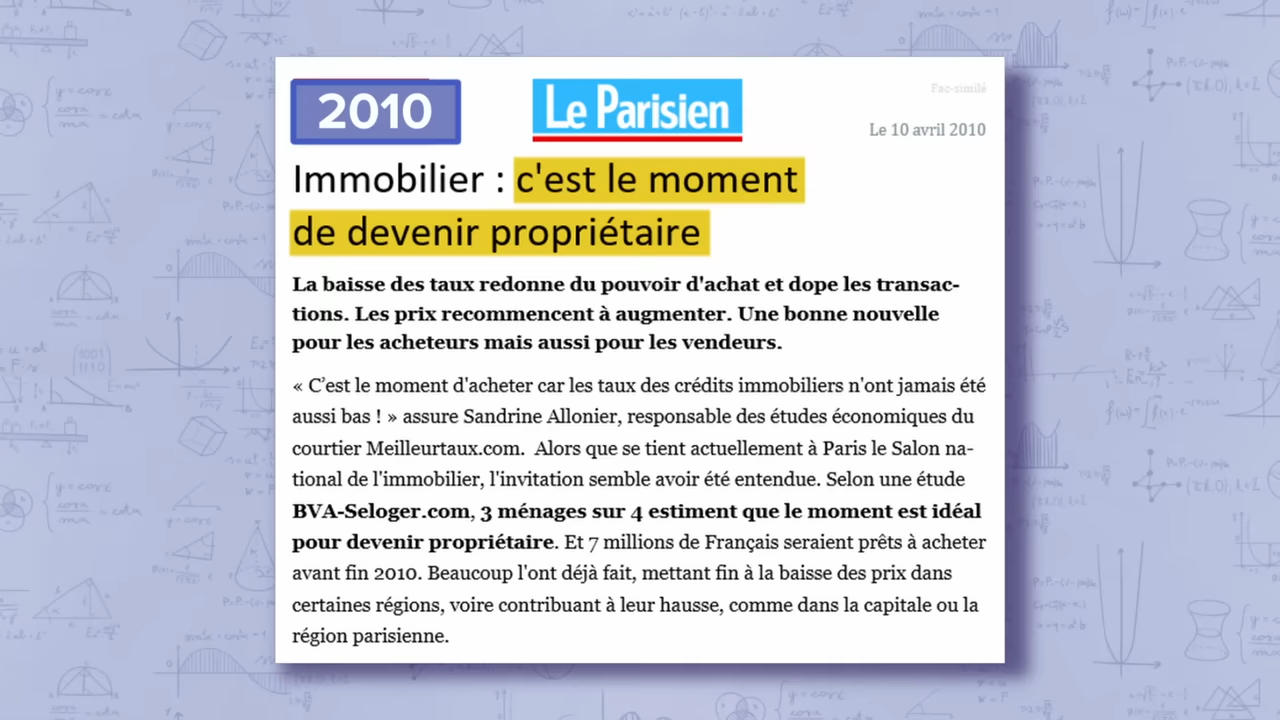 2010
Le Parisien
Fac-similé
Le 10 avril 2010
Immobilier : c'est le moment
de devenir propriétaire
La baisse des taux redonne du pouvoir d'achat et dope les transac-
tions. Les prix recommencent à augmenter. Une bonne nouvelle
pour les acheteurs mais aussi pour les vendeurs.
« C'est le moment d'acheter car les taux des crédits immobiliers n'ont jamais été
aussi bas ! » assure Sandrine Allonier, responsable des études économiques du
courtier Meilleurtaux.com. Alors que se tient actuellement à Paris le Salon na-
tional de l'immobilier, l'invitation semble avoir été entendue. Selon une étude
BVA-Seloger.com, 3 ménages sur 4 estiment que le moment est idéal
pour devenir propriétaire. Et 7 millions de Français seraient prêts à acheter
avant fin 2010. Beaucoup l'ont déjà fait, mettant fin à la baisse des prix dans
certaines régions, voire contribuant à leur hausse, comme dans la capitale ou la
région parisienne.